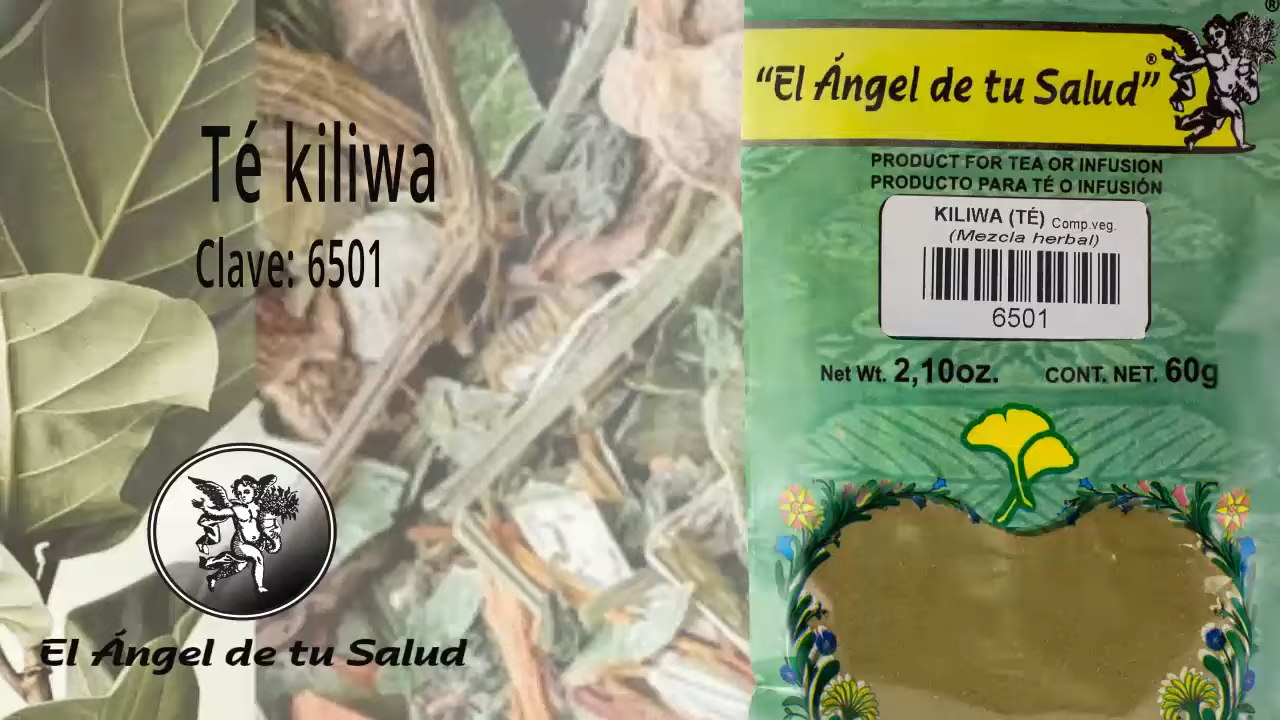 Té kiliwa
Clave: 6501
El Ángel de tu Salud
“El Ángel de tu Salud”®
®
PRODUCT FOR TEA OR INFUSION
PRODUCTO PARA TÉ O INFUSIÓN
KILIWA (TÉ) Comp.veg.
(Mezcla herbal)
6501
Net Wt. 2,10oz. CONT. NET. 60g